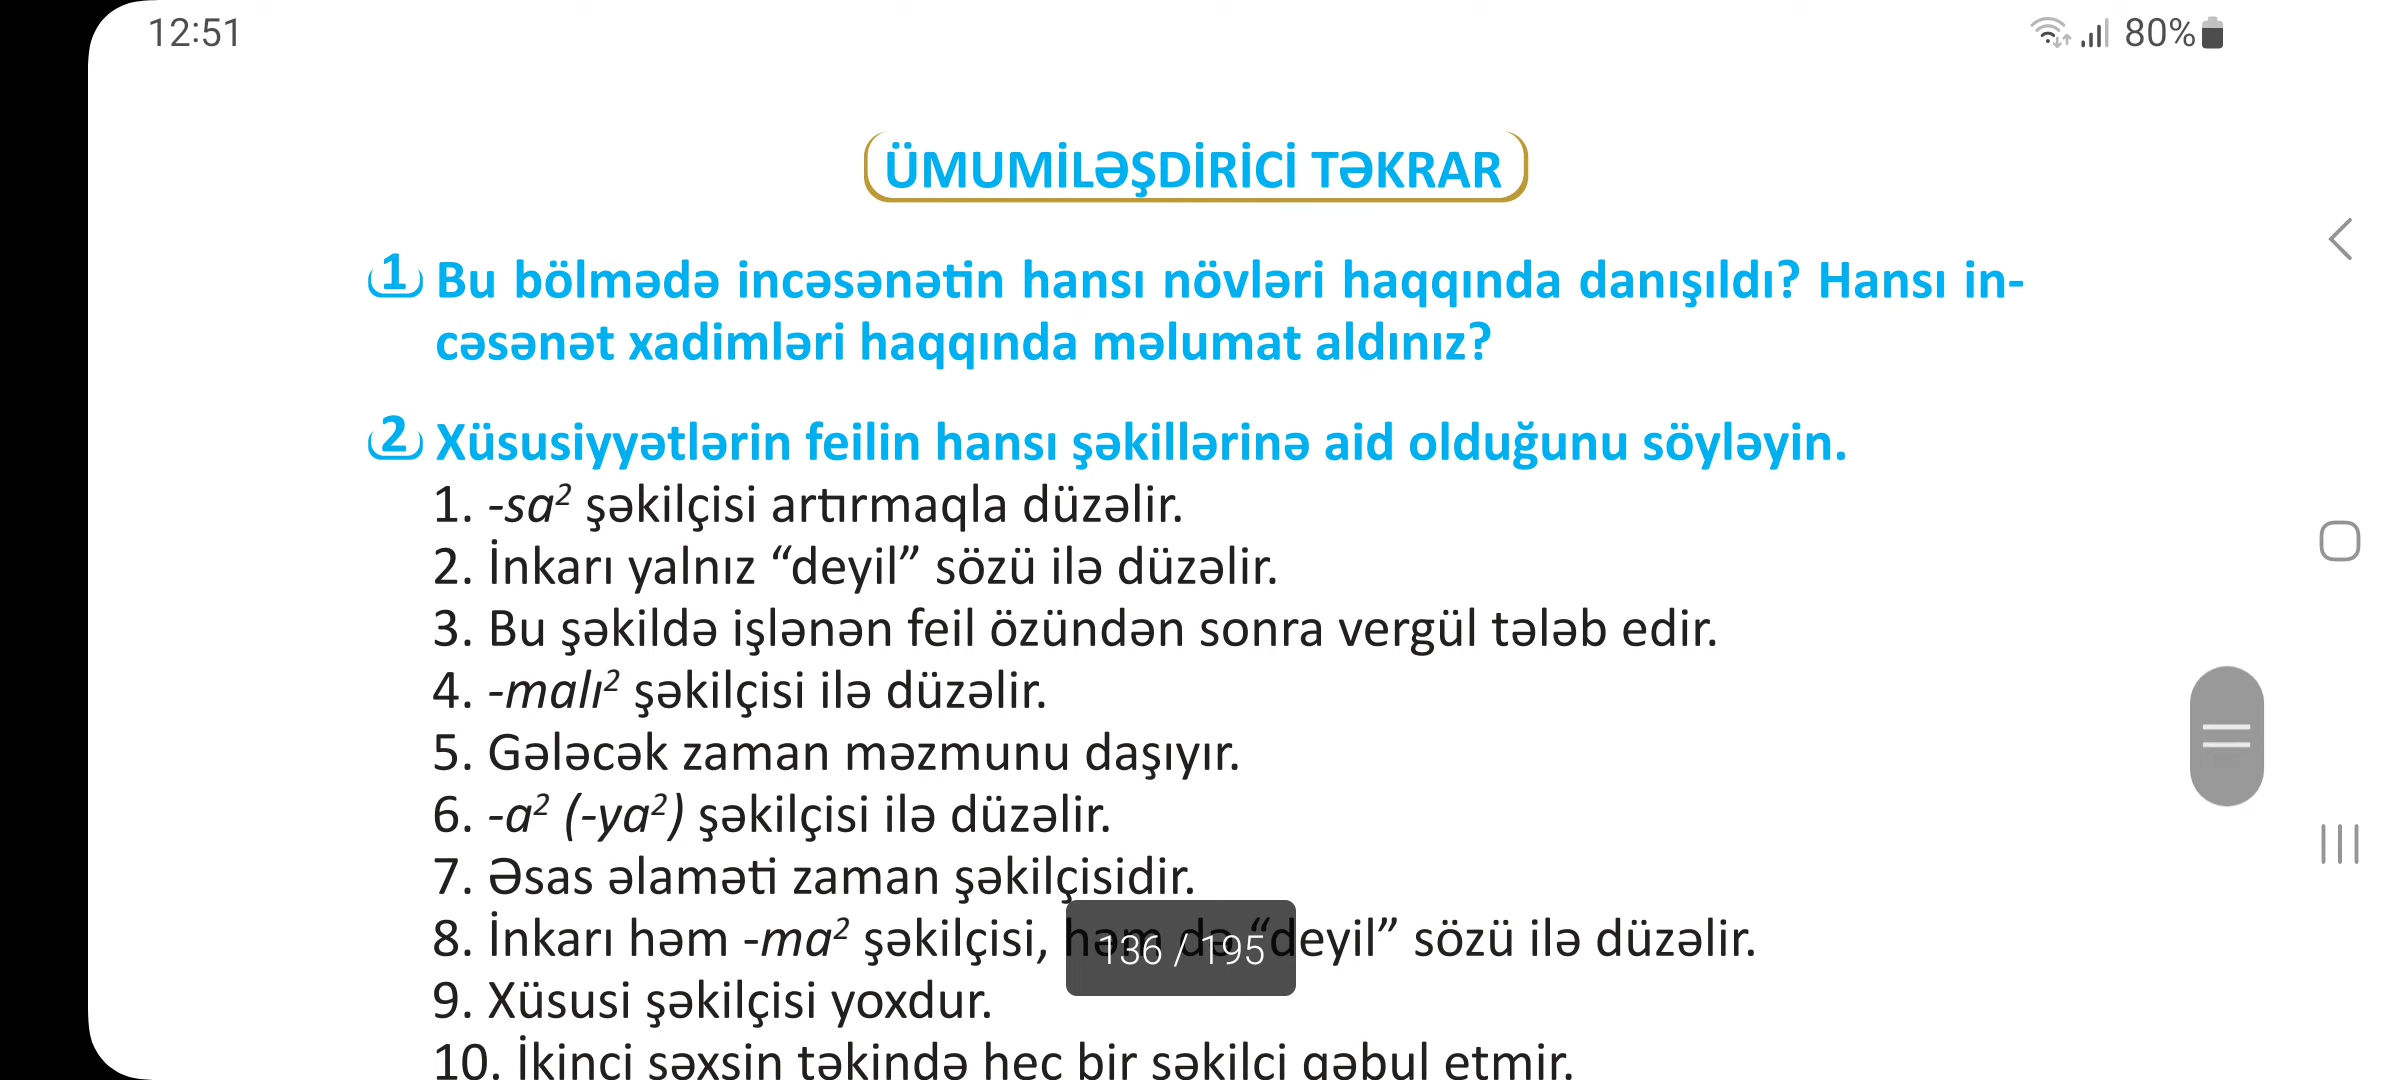 12:51
80%
ÜMUMİLƏŞDİRİCİ TƏKRAR
1 Bu bölmədə incəsənətin hansı növləri haqqında danışıldı? Hansı in-
cəsənət xadimləri haqqında məlumat aldınız?
2 Xüsusiyyətlərin feilin hansı şəkillərinə aid olduğunu söyləyin.
1. -sa² şəkilçisi artırmaqla düzəlir.
2. İnkarı yalnız “deyil” sözü ilə düzəlir.
3. Bu şəkildə işlənən feil özündən sonra vergül tələb edir.
4. -malı² şəkilçisi ilə düzəlir.
5. Gələcək zaman məzmunu daşıyır.
6. -a² (-ya²) şəkilçisi ilə düzəlir.
7. Əsas əlaməti zaman şəkilçisidir.
8. İnkarı həm -ma² şəkilçisi, həm də “deyil” sözü ilə düzəlir.
136 / 195
9. Xüsusi şəkilçisi yoxdur.
10. İkinci şəxsin təkində heç bir şəkilçi qəbul etmir.